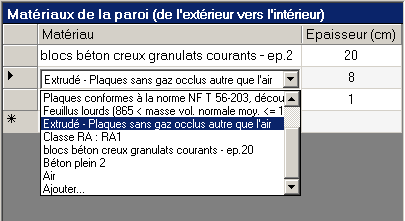 Matériaux de la paroi (de l'extérieur vers l'intérieur)
Matériau Epaisseur (cm)
blocs béton creux granulats courants - ep.2 20
Extrudé - Plaques sans gaz occlus autre que l'air 8
1
Plaques conformes à la norme NF T 56-203, décou
Feuillus lourds (865 < masse vol. normale moy. <= 1
Extrudé - Plaques sans gaz occlus autre que l'air
Classe RA : RA1
blocs béton creux granulats courants - ep.20
Béton plein 2
Air
Ajouter...